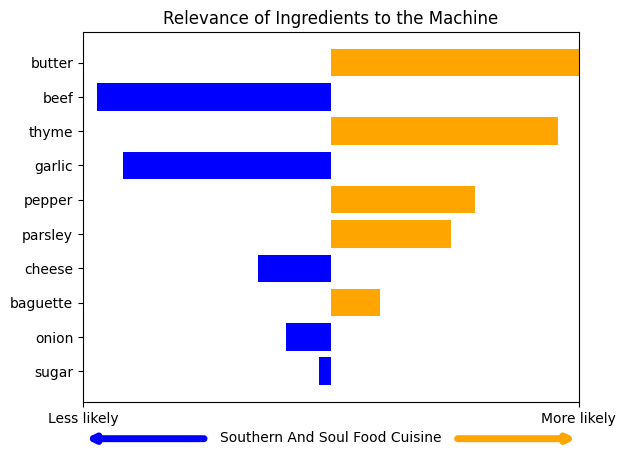 Relevance of Ingredients to the Machine
butter
beef
thyme
garlic
pepper
parsley
cheese
baguette
onion
sugar
Less likely More likely
Southern And Soul Food Cuisine